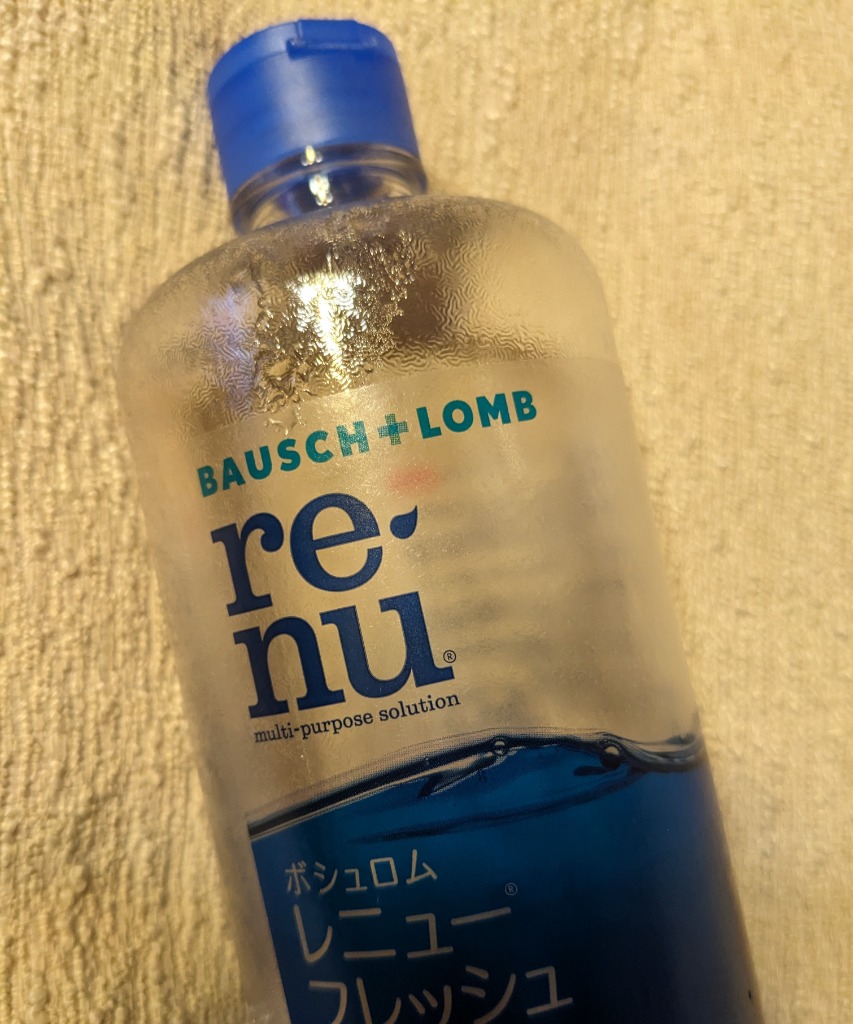 BAUSCH+LOMB
re
nu®
multi-purpose solution
ボシュロム
レニュー®
フレッシュ